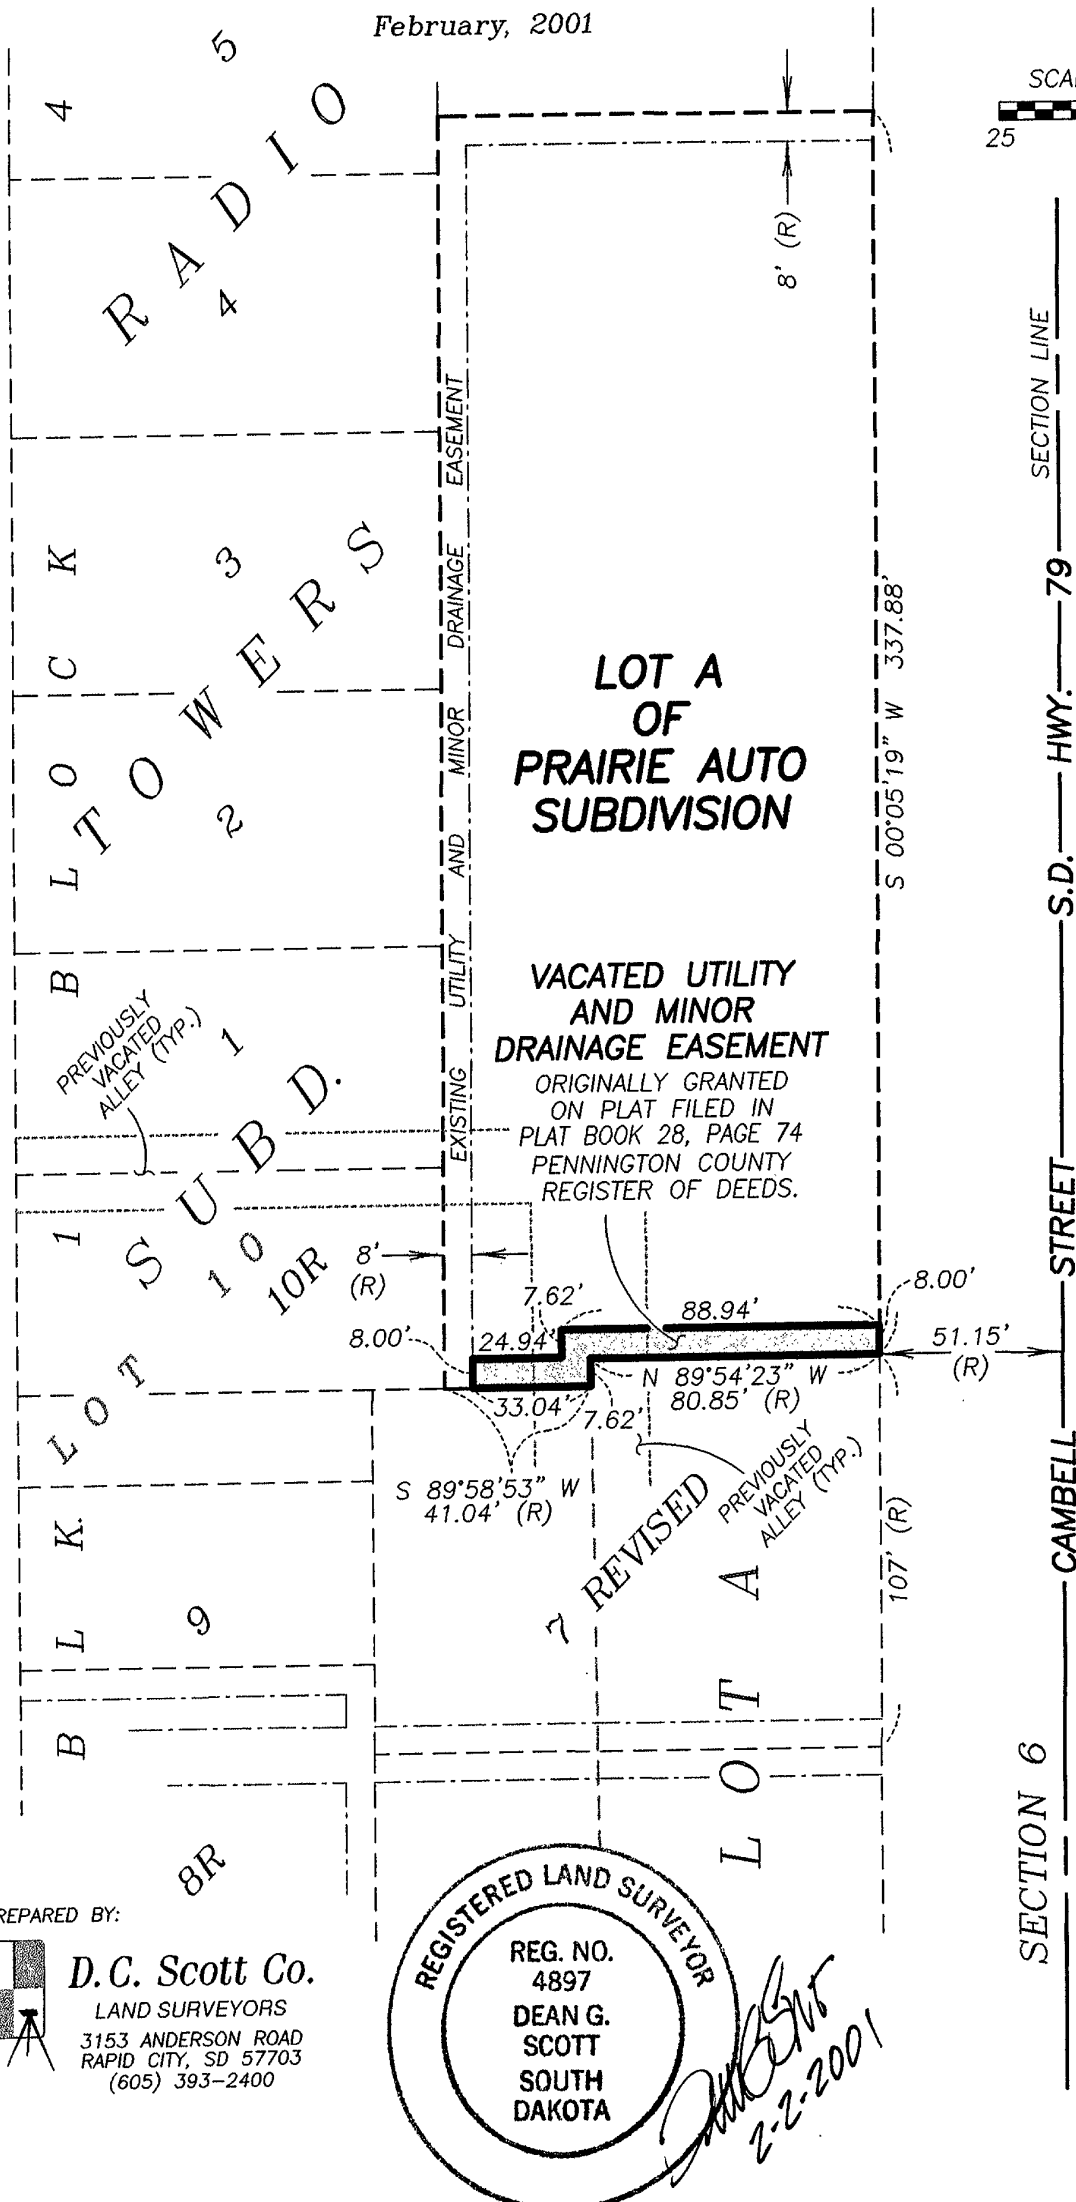 February, 2001
25
8' (R)
4
5
RADIO
4
SECTION LINE
BLOCK
3
TOWERS
2
EXISTING UTILITY AND MINOR DRAINAGE EASEMENT
LOT A
OF
PRAIRIE AUTO
SUBDIVISION
S 00°05'19" W 337.88'
S.D. HWY. 79
CAMBELL STREET
PREVIOUSLY
VACATED
ALLEY (TYP.)
1
SUBD.
VACATED UTILITY
AND MINOR
DRAINAGE EASEMENT
ORIGINALLY GRANTED
ON PLAT FILED IN
PLAT BOOK 28, PAGE 74
PENNINGTON COUNTY
REGISTER OF DEEDS.
1
10
10R
8'
(R)
7.62'
88.94'
8.00'
8.00'
24.94'
51.15'
(R)
N 89°54'23" W
80.85' (R)
33.04'
7.62'
S 89°58'53" W
41.04' (R)
LOT
PREVIOUSLY
VACATED
ALLEY (TYP.)
7 REVISED
107' (R)
BLK.
9
LOT A
8R
SECTION 6
REPARED BY:
D.C. Scott Co.
LAND SURVEYORS
3153 ANDERSON ROAD
RAPID CITY, SD 57703
(605) 393-2400
REGISTERED LAND SURVEYOR
REG. NO.
4897
DEAN G.
SCOTT
SOUTH
DAKOTA
2-2-2001